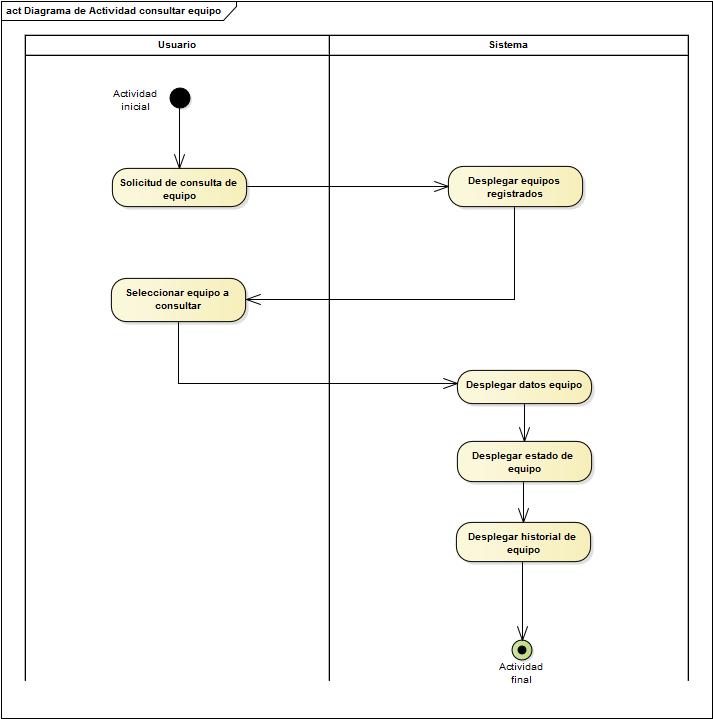 act Diagrama de Actividad consultar equipo
Usuario
Sistema
Actividad
inicial
Solicitud de consulta de
equipo
Desplegar equipos
registrados
Seleccionar equipo a
consultar
Desplegar datos equipo
Desplegar estado de
equipo
Desplegar historial de
equipo
Actividad
final